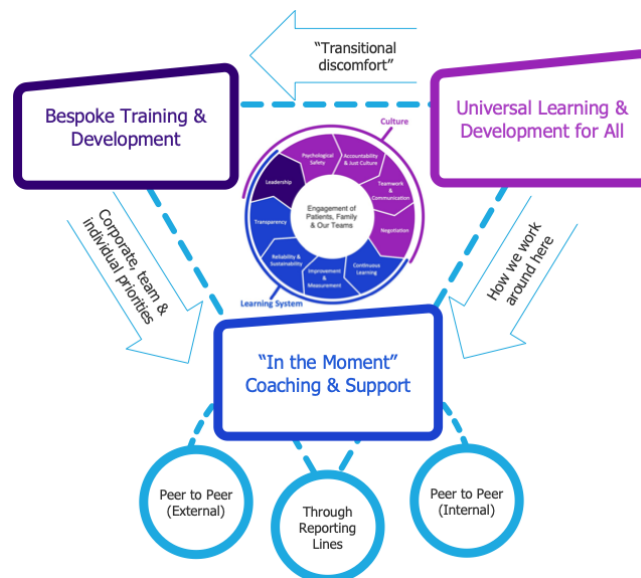 “Transitional
discomfort”
Bespoke Training &
Development
Universal Learning &
Development for All
Culture
Psychological
Safety
Accountability
& Just Culture
Leadership
Teamwork
&
Communication
Engagement of
Patients, Family
& Our Teams
Transparency
Negotiation
Reliability &
Sustainability
Continuous
Learning
Improvement
&
Measurement
Learning System
Corporate, team &
individual priorities
How we work
around here
“In the Moment”
Coaching & Support
Peer to Peer
(External)
Through
Reporting
Lines
Peer to Peer
(Internal)